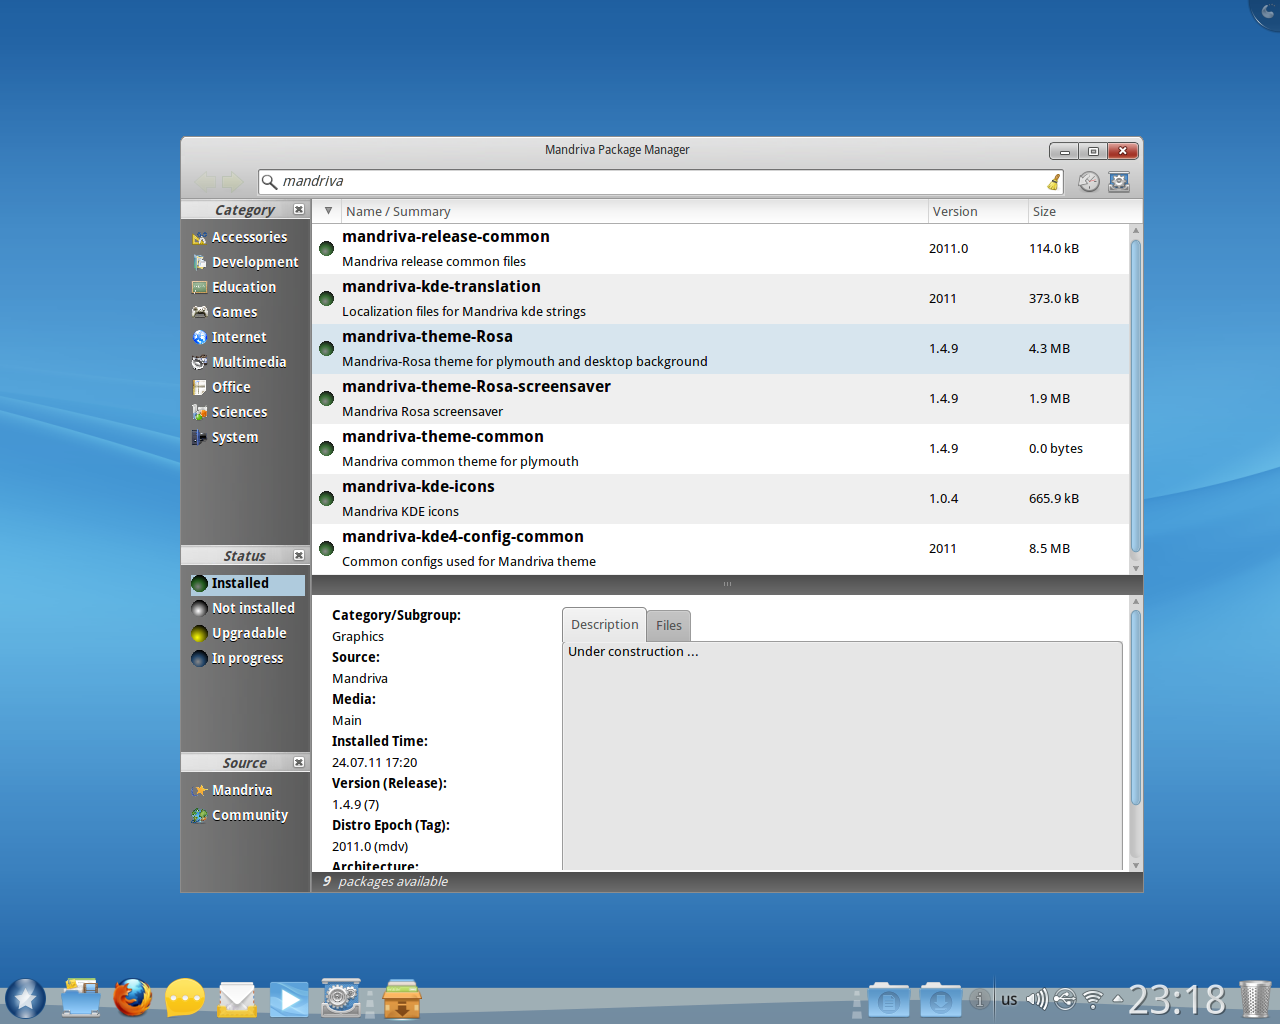 Mandriva Package Manager
mandriva
Category
Accessories
Development
Education
Games
Internet
Multimedia
Office
Sciences
System
Status
Installed
Not installed
Upgradable
In progress
Source
Mandriva
Community
Name / Summary Version Size
mandriva-release-common
Mandriva release common files
2011.0 114.0 kB
mandriva-kde-translation
Localization files for Mandriva kde strings
2011 373.0 kB
mandriva-theme-Rosa
Mandriva-Rosa theme for plymouth and desktop background
1.4.9 4.3 MB
mandriva-theme-Rosa-screensaver
Mandriva Rosa screensaver
1.4.9 1.9 MB
mandriva-theme-common
Mandriva common theme for plymouth
1.4.9 0.0 bytes
mandriva-kde-icons
Mandriva KDE icons
1.0.4 665.9 kB
mandriva-kde4-config-common
Common configs used for Mandriva theme
2011 8.5 MB
Category/Subgroup:
Graphics
Source:
Mandriva
Media:
Main
Installed Time:
24.07.11 17:20
Version (Release):
1.4.9 (7)
Distro Epoch (Tag):
2011.0 (mdv)
Architecture:
Description Files
Under construction ...
9 packages available
us 23:18